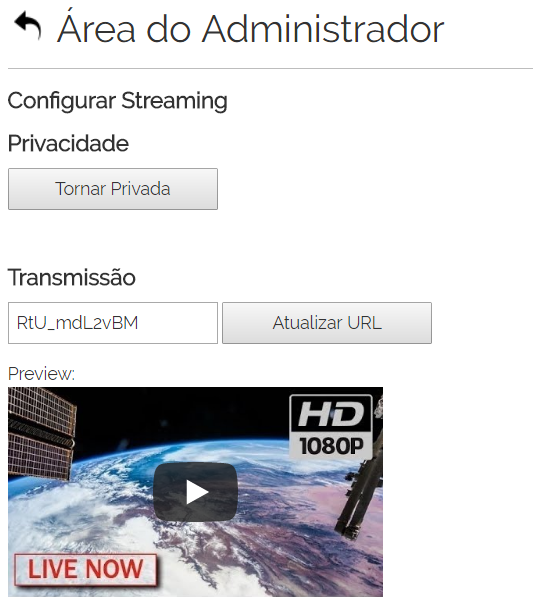 Área do Administrador
Configurar Streaming
Privacidade
Tornar Privada
Transmissão
RtU_mdL2vBM
Atualizar URL
Preview:
HD
1080P
LIVE NOW